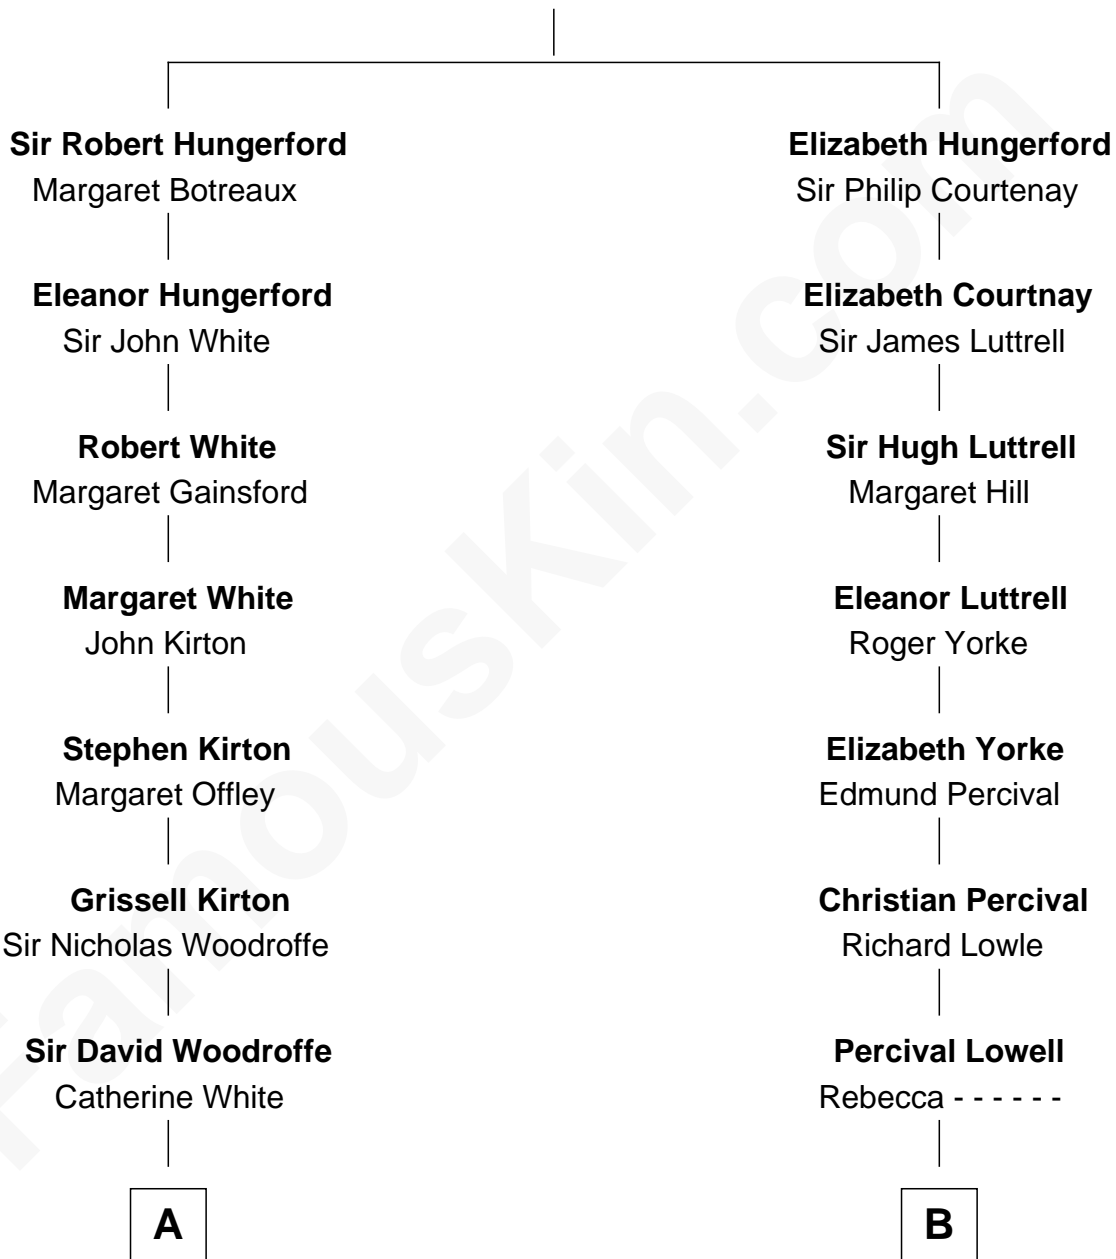 Sir Robert Hungerford
Margaret Botreaux
Eleanor Hungerford
Sir John White
Robert White
Margaret Gainsford
Margaret White
John Kirton
Stephen Kirton
Margaret Offley
Grissell Kirton
Sir Nicholas Woodroffe
Sir David Woodroffe
Catherine White
A
Elizabeth Hungerford
Sir Philip Courtenay
Elizabeth Courtnay
Sir James Luttrell
Sir Hugh Luttrell
Margaret Hill
Eleanor Luttrell
Roger Yorke
Elizabeth Yorke
Edmund Percival
Christian Percival
Richard Lowle
Percival Lowell
Rebecca - - - - - -
B
FamousKin.com